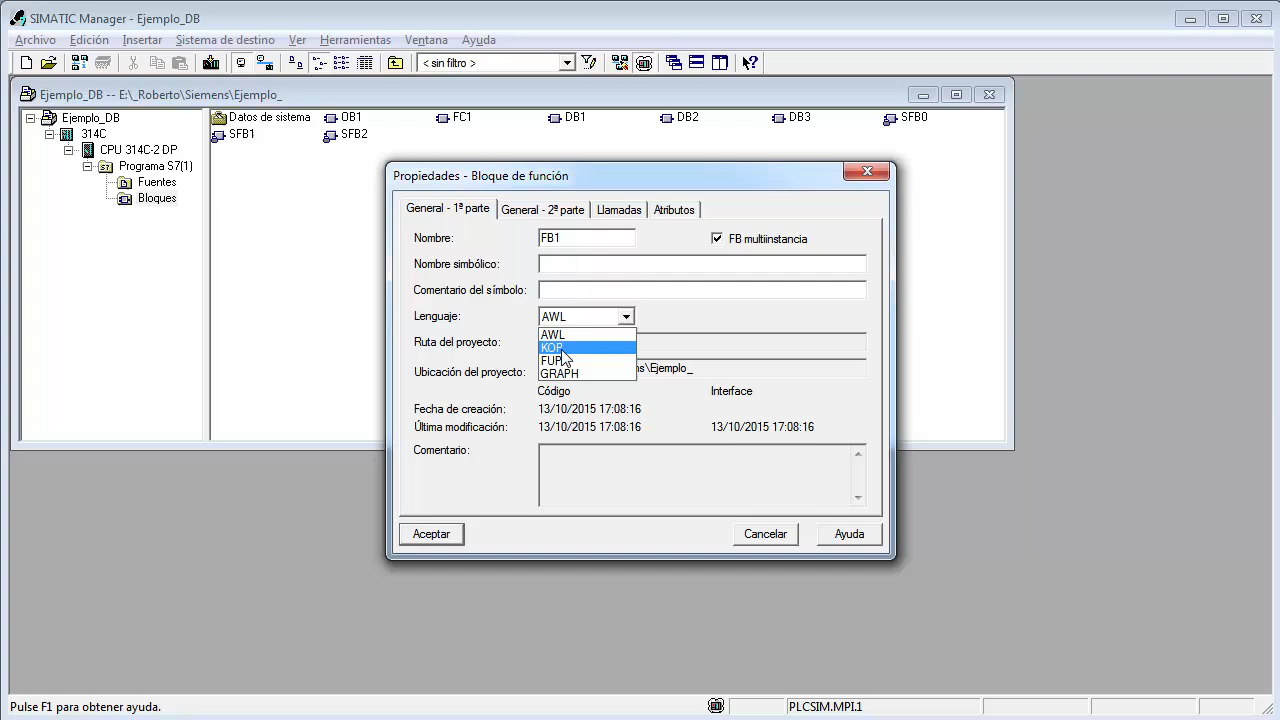 SIMATIC Manager - Ejemplo_DB
Archivo Edición Insertar Sistema de destino Ver Herramientas Ventana Ayuda
< sin filtro >
Ejemplo_DB -- E:\_Roberto\Siemens\Ejemplo_
Ejemplo_DB
314C
CPU 314C-2 DP
Programa S7(1)
Fuentes
Bloques
Datos de sistema OB1 FC1 DB1 DB2 DB3 SFB0
SFB1 SFB2
Propiedades - Bloque de función
General - 1ª parte General - 2ª parte Llamadas Atributos
Nombre: FB1 FB multiinstancia
Nombre simbólico:
Comentario del símbolo:
Lenguaje: AWL
AWL
KOP
FUP
GRAPH
Ruta del proyecto:
Ubicación del proyecto: ns\Ejemplo_
Código Interface
Fecha de creación: 13/10/2015 17:08:16
Última modificación: 13/10/2015 17:08:16 13/10/2015 17:08:16
Comentario:
Aceptar Cancelar Ayuda
Pulse F1 para obtener ayuda. PLCSIM.MPI.1